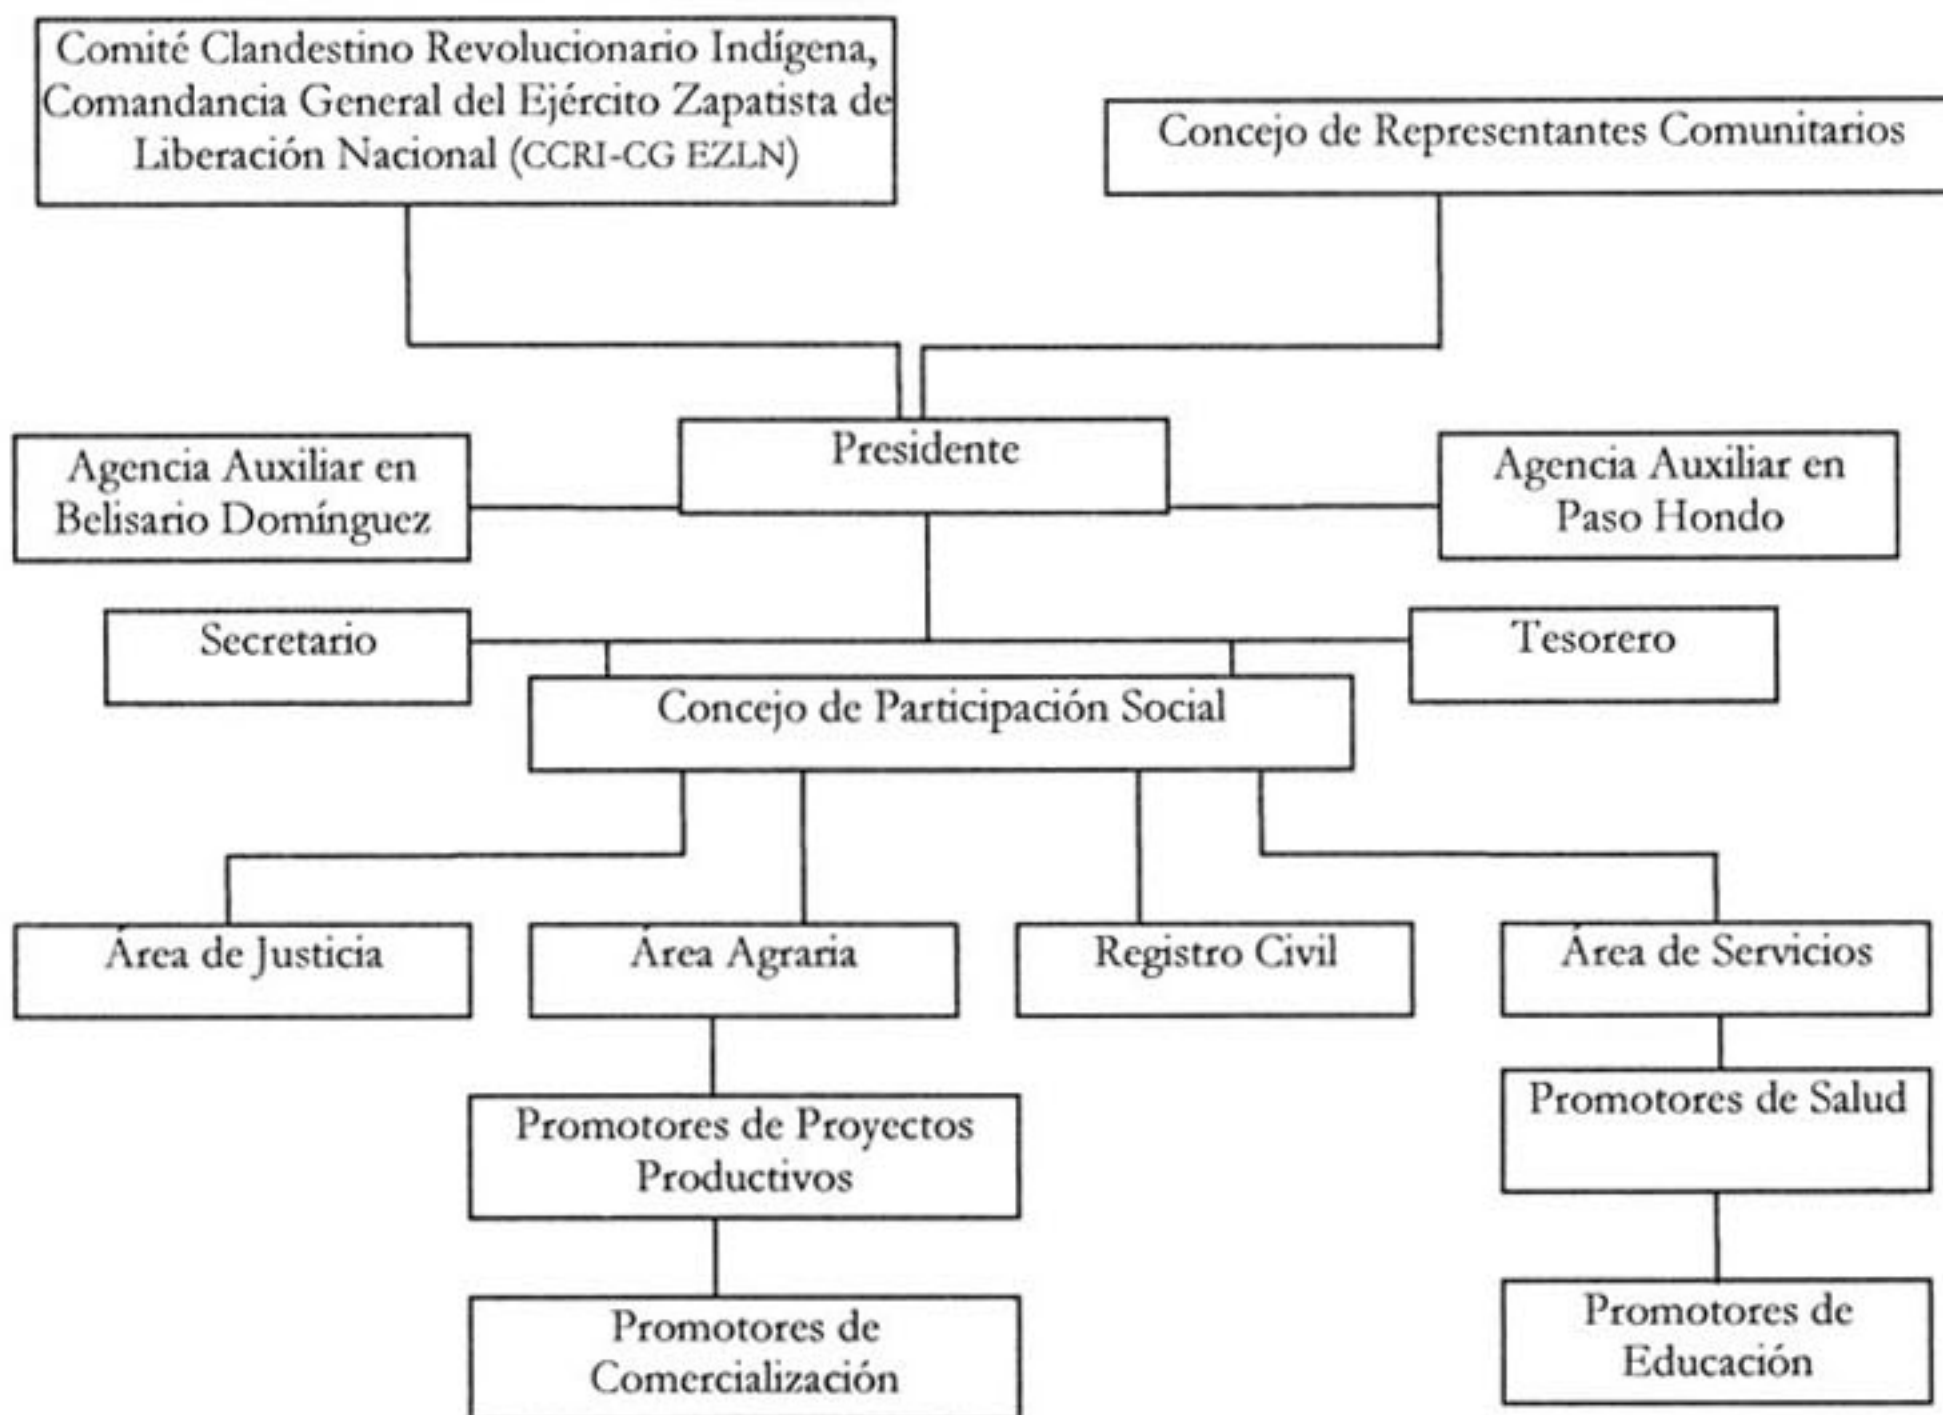 Comité Clandestino Revolucionario Indígena,
Comandancia General del Ejército Zapatista de
Liberación Nacional (CCRI-CG EZLN)
Concejo de Representantes Comunitarios
Presidente
Agencia Auxiliar en
Belisario Domínguez
Agencia Auxiliar en
Paso Hondo
Secretario
Tesorero
Concejo de Participación Social
Área de Justicia
Área Agraria
Registro Civil
Área de Servicios
Promotores de Proyectos
Productivos
Promotores de Salud
Promotores de
Comercialización
Promotores de
Educación